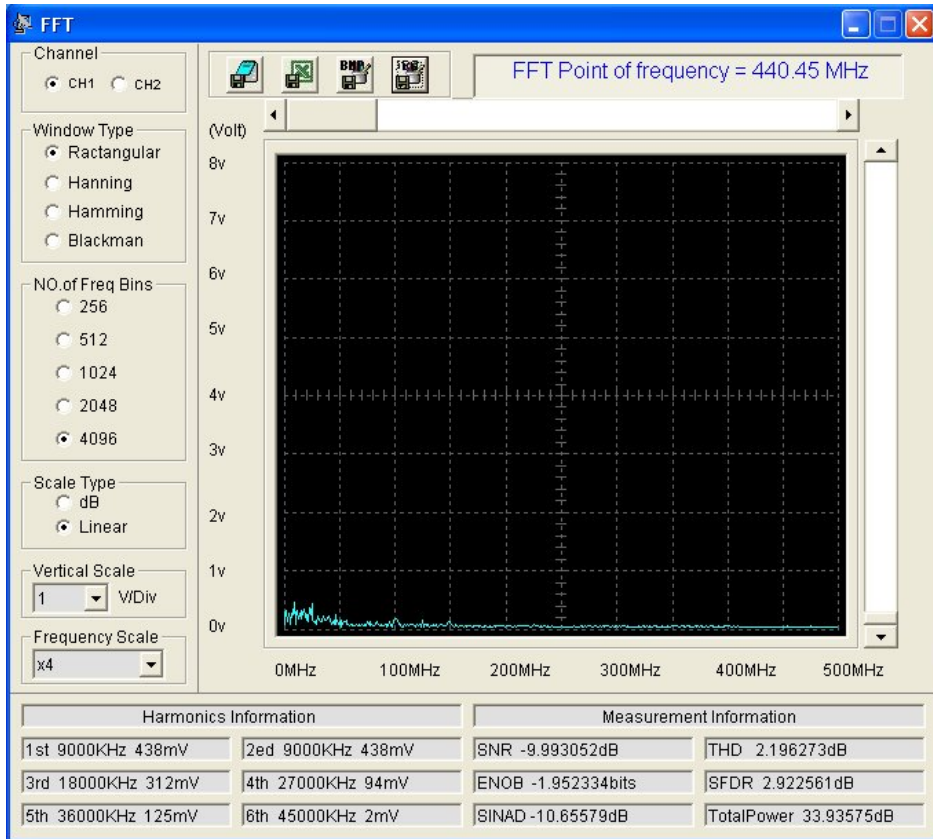 FFT
Channel
CH1 CH2
BMP
FFT Point of frequency = 440.45 MHz
Window Type
Ractangular
Hanning
Hamming
Blackman
NO.of Freq Bins
256
512
1024
2048
4096
Scale Type
dB
Linear
Vertical Scale
1 V/Div
Frequency Scale
x4
(Volt)
8v
7v
6v
5v
4v
3v
2v
1v
0v
0MHz 100MHz 200MHz 300MHz 400MHz 500MHz
Harmonics Information
1st 9000KHz 438mV 2ed 9000KHz 438mV
3rd 18000KHz 312mV 4th 27000KHz 94mV
5th 36000KHz 125mV 6th 45000KHz 2mV
Measurement Information
SNR -9.993052dB THD 2.196273dB
ENOB -1.952334bits SFDR 2.922561dB
SINAD-10.65579dB TotalPower 33.93575dB